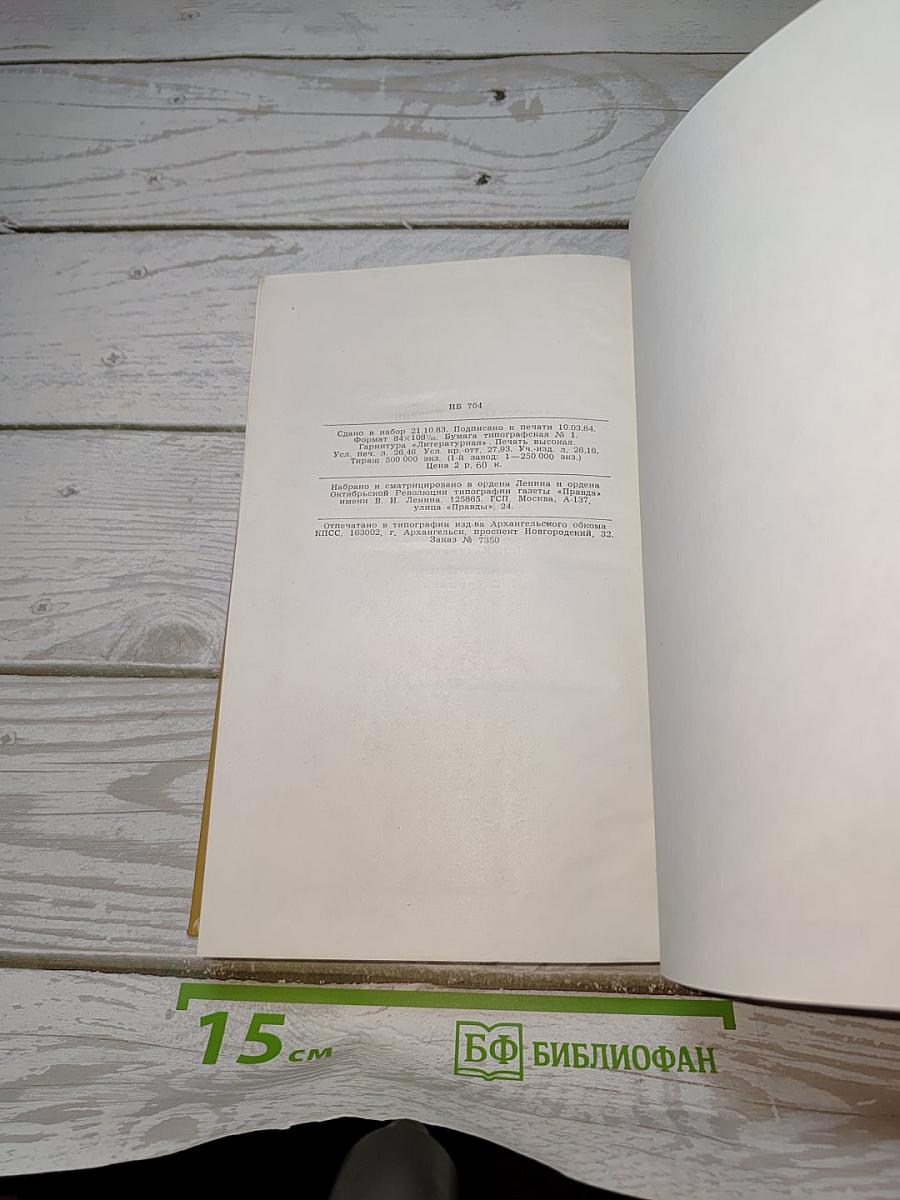 ИБ 704
Сдано в набор 21.10.83. Подписано к печати 10.03.84.
Формат 84×108¹/₃₂. Бумага типографская № 1.
Гарнитура «Литературная». Печать высокая.
Усл. печ. л. 26,46. Усл. кр.-отт. 27,93. Уч.-изд. л. 26,16.
Тираж 500 000 экз. (1-й завод: 1—250 000 экз.)
Цена 2 р. 60 к.
Набрано и сматрицировано в ордена Ленина и ордена
Октябрьской Революции типографии газеты «Правда»
имени В. И. Ленина, 125865, ГСП, Москва, А-137,
улица «Правды», 24.
Отпечатано в типографии изд-ва Архангельского обкома
КПСС, 163002, г. Архангельск, проспект Новгородский, 32.
Заказ № 7350
15 см
БФ БИБЛИОФАН